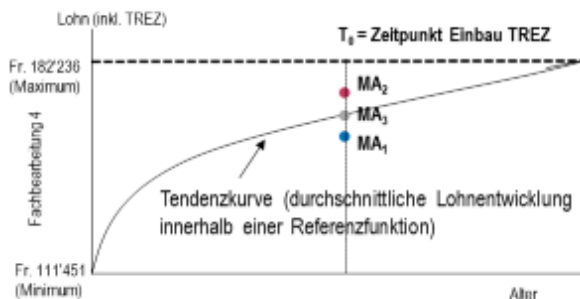 Lohn (inkl. TREZ)
T₀ = Zeitpunkt Einbau TREZ
Fr. 182'236
(Maximum)
MA₂
MA₃
MA₁
Fachbearbeitung 4
Tendenzkurve (durchschnittliche Lohnentwicklung
innerhalb einer Referenzfunktion)
Fr. 111'451
(Minimum)
Alter